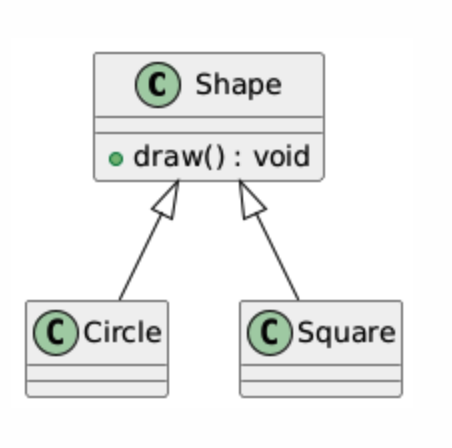 C Shape
draw() : void
C Circle
C Square